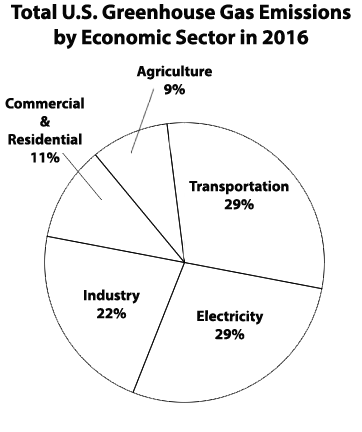 Total U.S. Greenhouse Gas Emissions
by Economic Sector in 2016
Agriculture
9%
Commercial
&
Residential
11%
Transportation
29%
Industry
22%
Electricity
29%